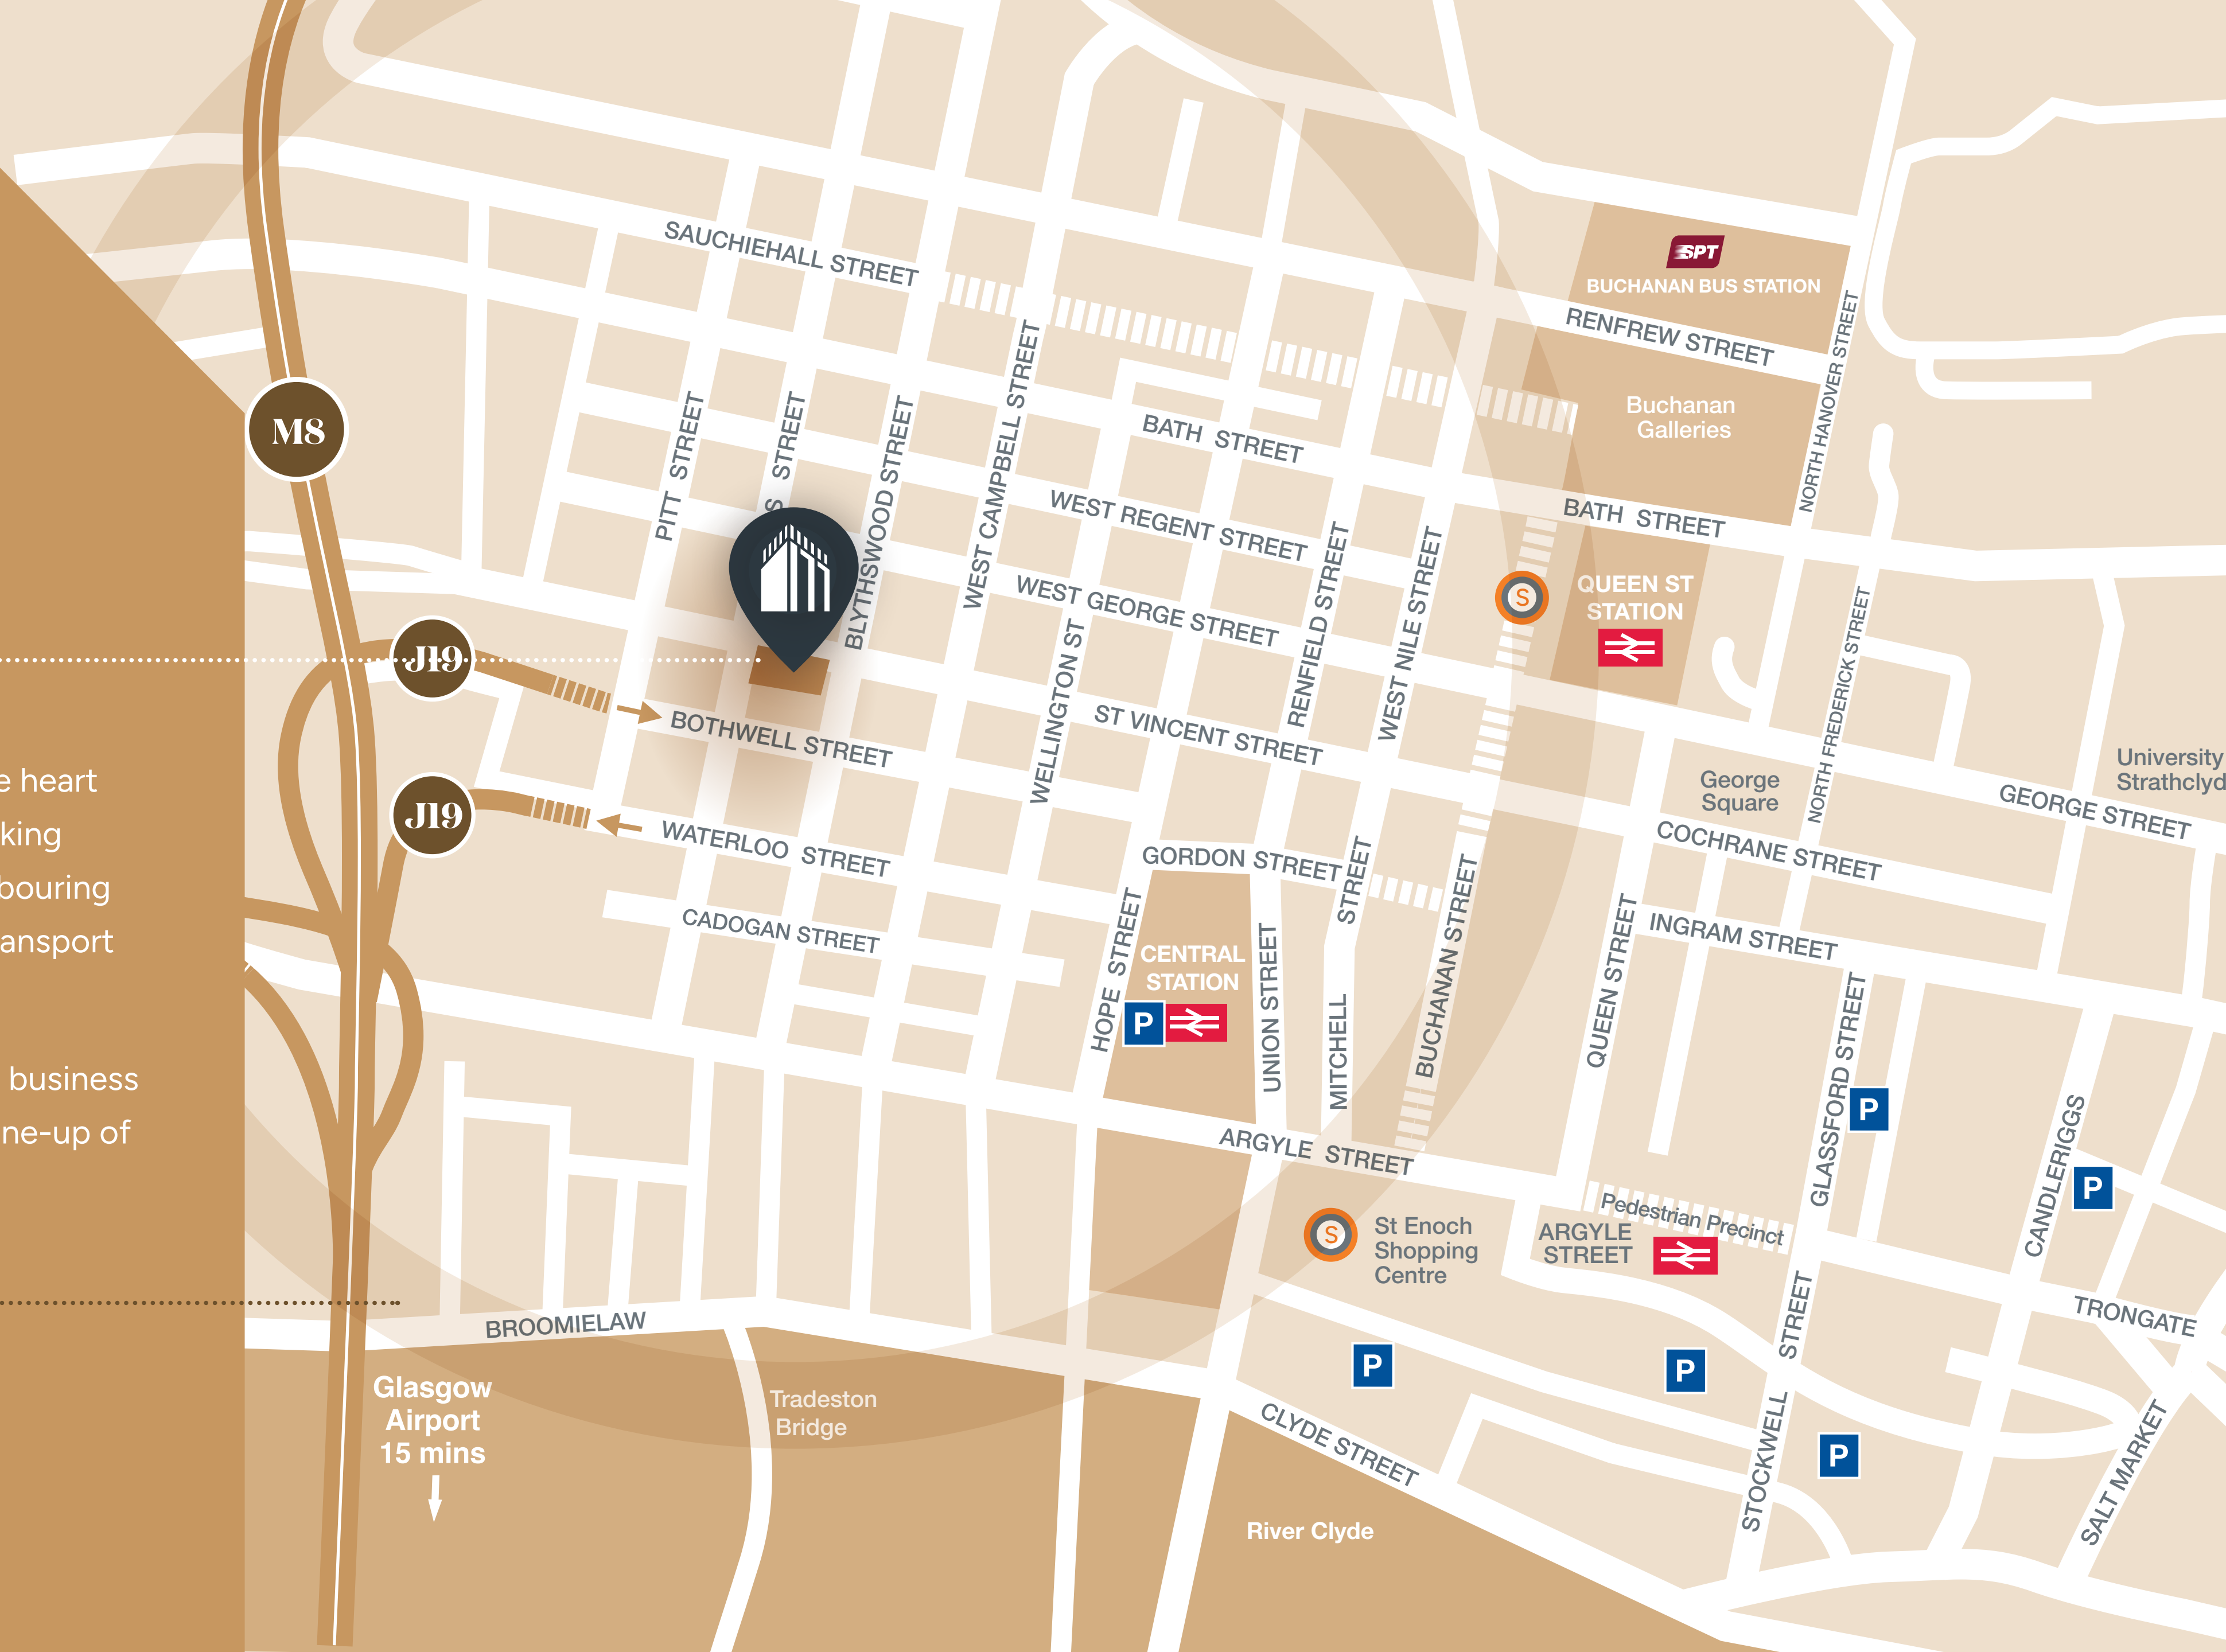 SAUCHIEHALL STREET
SPT
BUCHANAN BUS STATION
RENFREW STREET
NORTH HANOVER STREET
Buchanan
Galleries
M8
PITT STREET
S STREET
BLYTHSWOOD STREET
WEST CAMPBELL STREET
BATH STREET
BATH STREET
WEST REGENT STREET
WEST GEORGE STREET
RENFIELD STREET
WEST NILE STREET
S
QUEEN ST
STATION
NORTH FREDERICK STREET
J19
BOTHWELL STREET
WELLINGTON ST
ST VINCENT STREET
George
Square
University
Strathclyd
GEORGE STREET
COCHRANE STREET
e heart
king
bouring
ansport
J19
WATERLOO STREET
GORDON STREET
CADOGAN STREET
HOPE STREET
CENTRAL
STATION
P
UNION STREET
MITCHELL STREET
BUCHANAN STREET
QUEEN STREET
INGRAM STREET
GLASSFORD STREET
P
CANDLERIGGS
P
business
ne-up of
ARGYLE STREET
Pedestrian Precinct
S
St Enoch
Shopping
Centre
ARGYLE
STREET
BROOMIELAW
TRONGATE
P
P
P
STOCKWELL STREET
SALT MARKET
CLYDE STREET
Glasgow
Airport
15 mins
Tradeston
Bridge
River Clyde